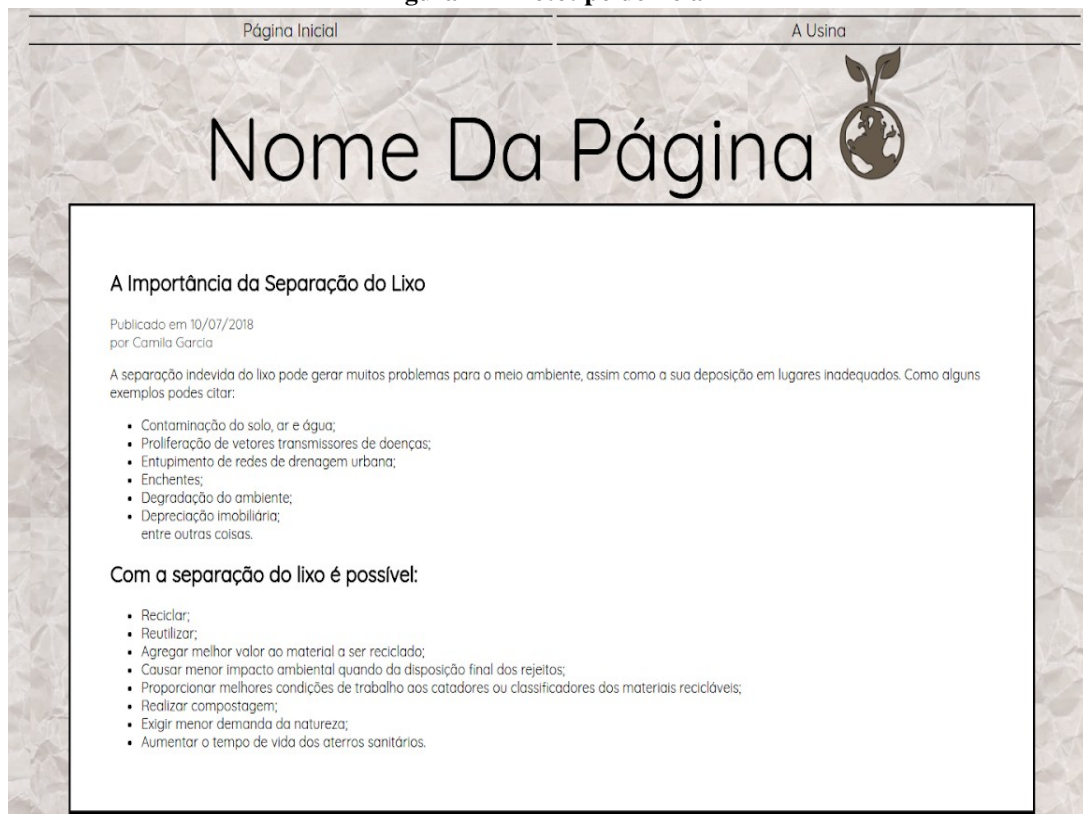 Página Inicial
A Usina
Nome Da Página
A Importância da Separação do Lixo
Publicado em 10/07/2018
por Camila Garcia
A separação indevida do lixo pode gerar muitos problemas para o meio ambiente, assim como a sua deposição em lugares inadequados. Como alguns
exemplos podes citar:
• Contaminação do solo, ar e água;
• Proliferação de vetores transmissores de doenças;
• Entupimento de redes de drenagem urbana;
• Enchentes;
• Degradação do ambiente;
• Depreciação imobiliária;
entre outras coisas.
Com a separação do lixo é possível:
• Reciclar;
• Reutilizar;
• Agregar melhor valor ao material a ser reciclado;
• Causar menor impacto ambiental quando da disposição final dos rejeitos;
• Proporcionar melhores condições de trabalho aos catadores ou classificadores dos materiais recicláveis;
• Realizar compostagem;
• Exigir menor demanda da natureza;
• Aumentar o tempo de vida dos aterros sanitários.